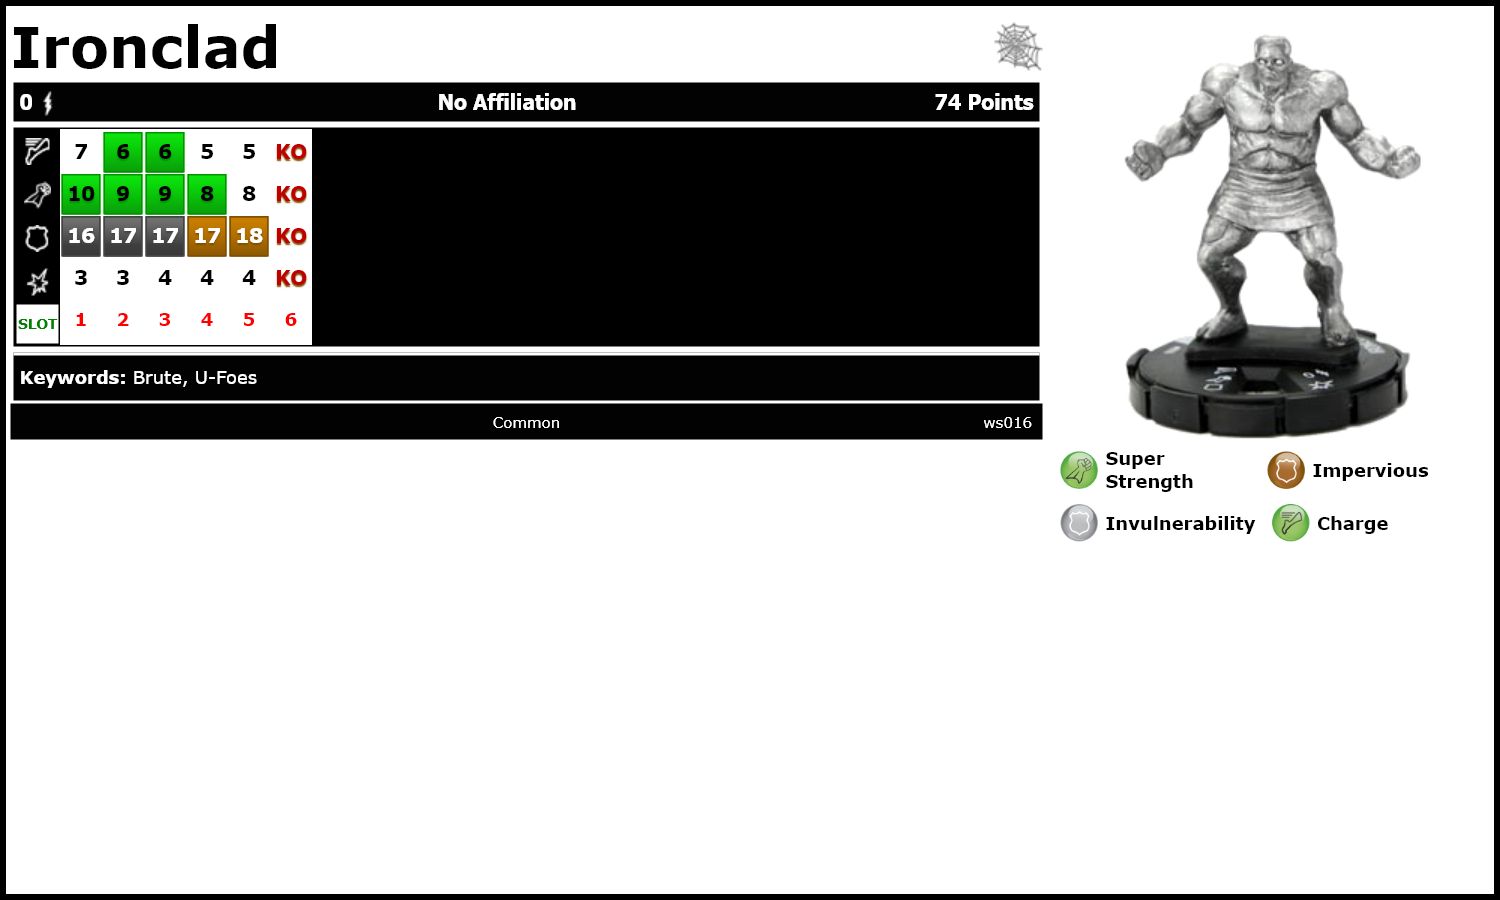 Ironclad
0 No Affiliation 74 Points
7 6 6 5 5 KO
10 9 9 8 8 KO
16 17 17 17 18 KO
3 3 4 4 4 KO
SLOT 1 2 3 4 5 6
Keywords: Brute, U-Foes
Common ws016
Super Strength
Impervious
Invulnerability
Charge